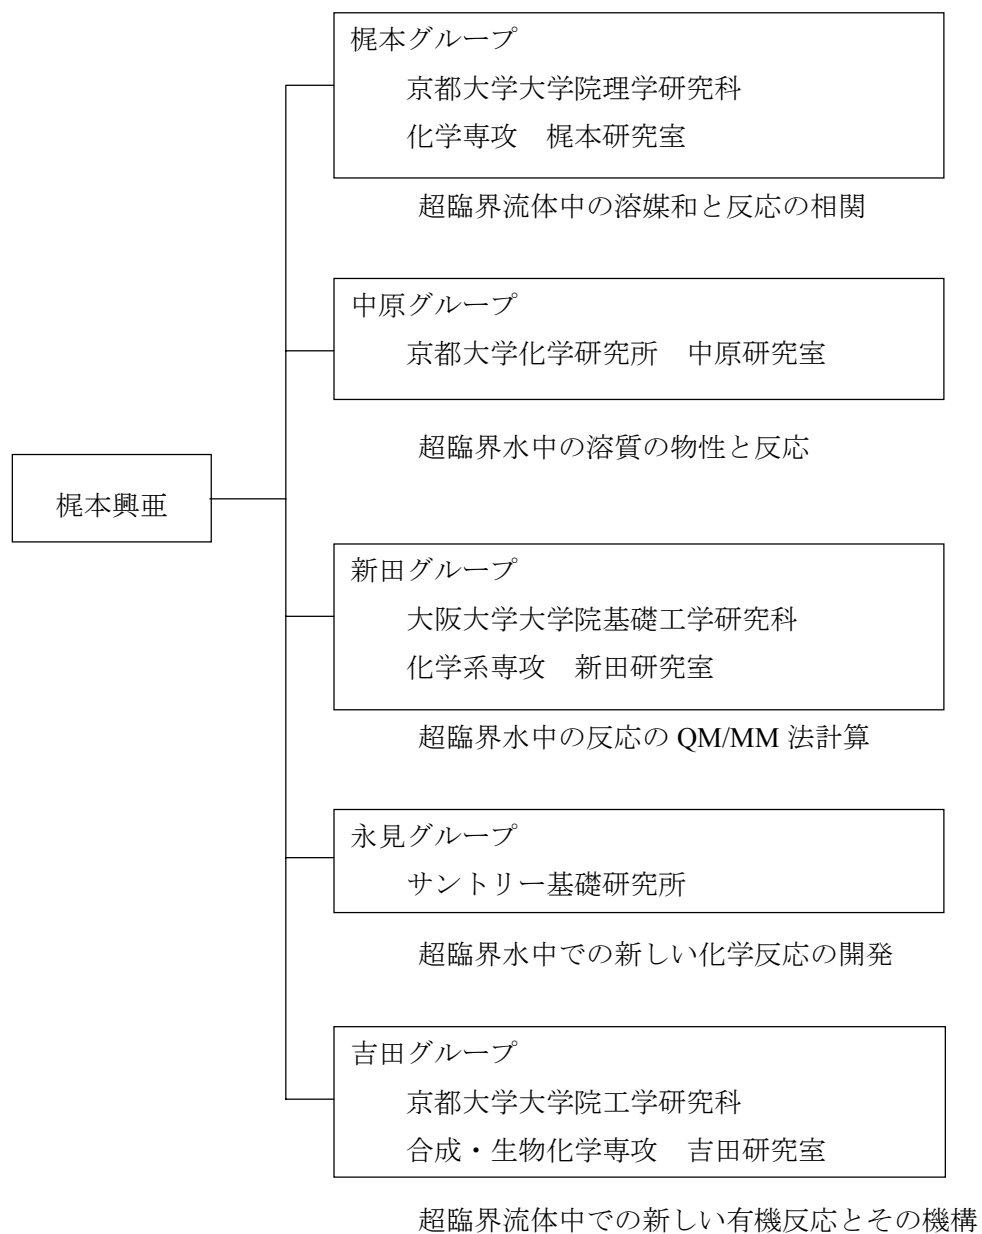 梶本グループ
京都大学大学院理学研究科
化学専攻　梶本研究室
超臨界流体中の溶媒和と反応の相関
中原グループ
京都大学化学研究所　中原研究室
超臨界水中の溶質の物性と反応
梶本興亜
新田グループ
大阪大学大学院基礎工学研究科
化学系専攻　新田研究室
超臨界水中の反応の QM/MM 法計算
永見グループ
サントリー基礎研究所
超臨界水中での新しい化学反応の開発
吉田グループ
京都大学大学院工学研究科
合成・生物化学専攻　吉田研究室
超臨界流体中での新しい有機反応とその機構